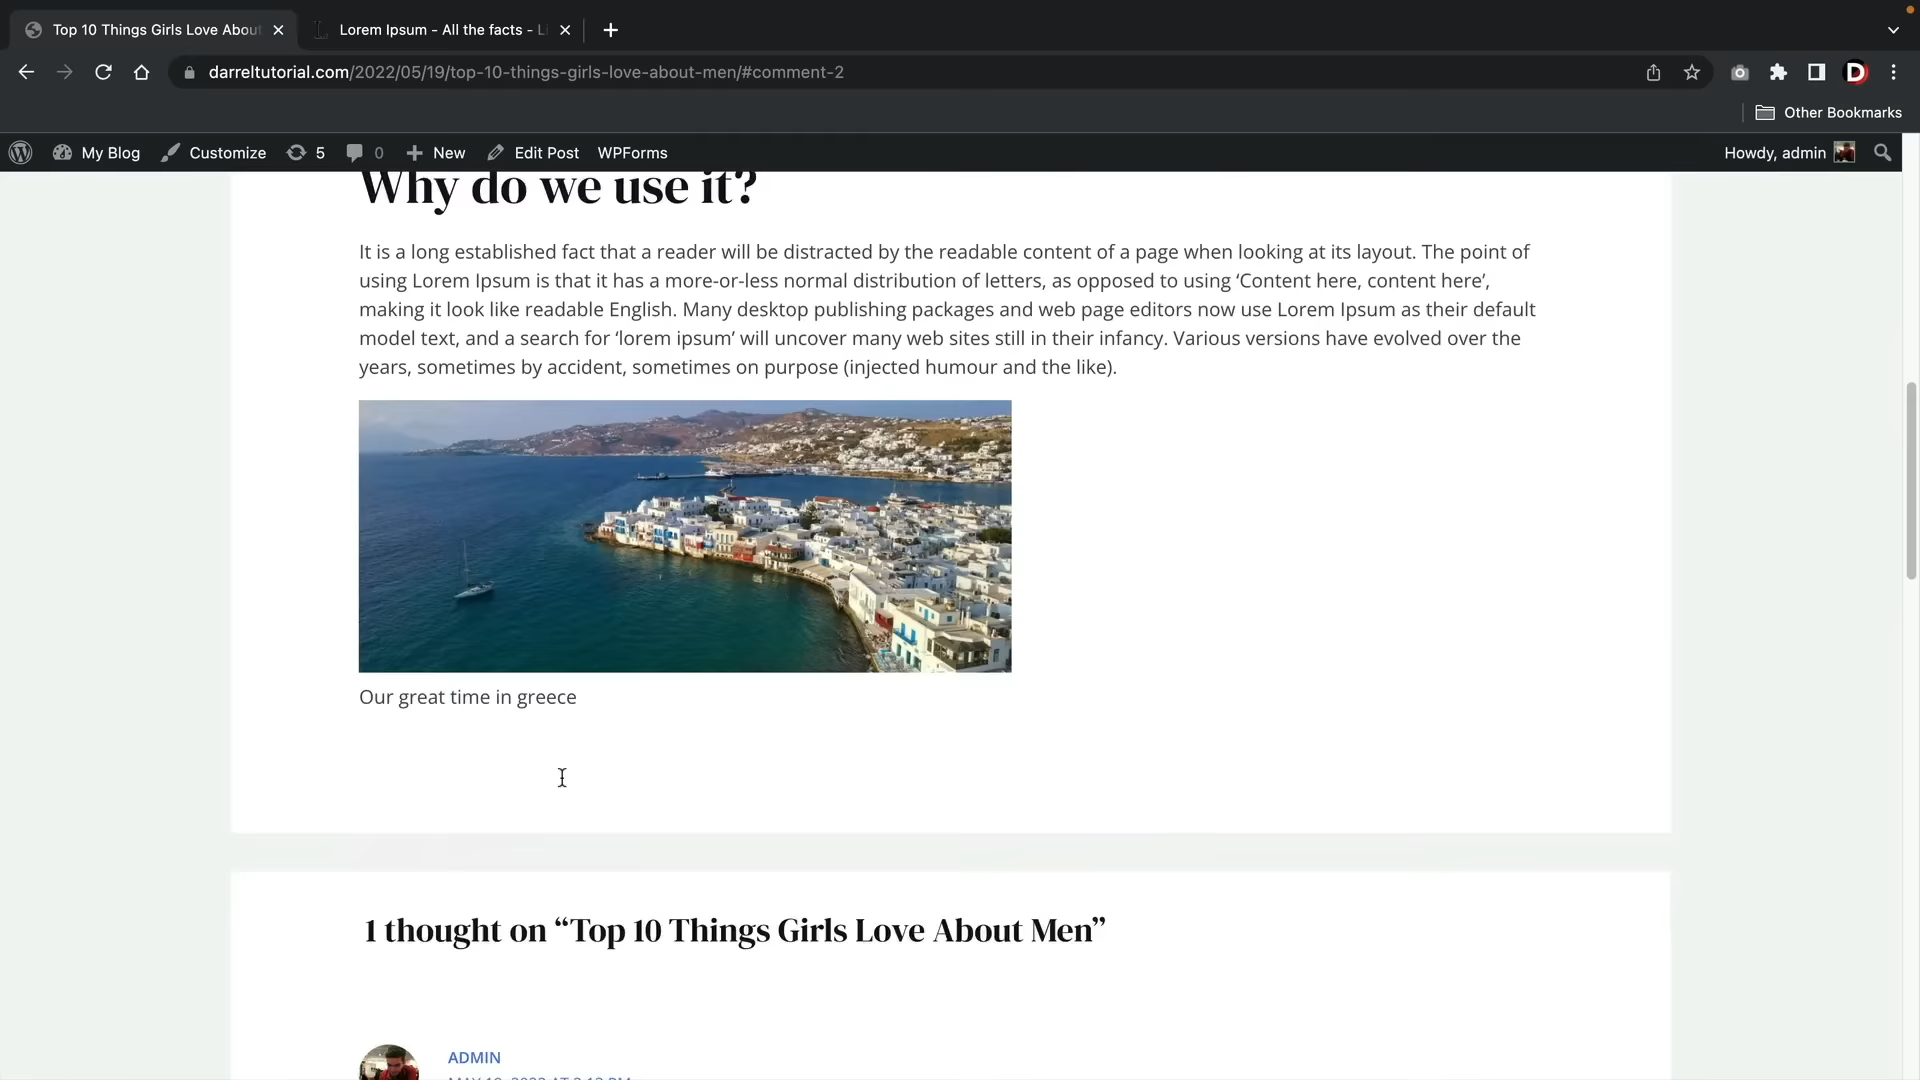 Top 10 Things Girls Love About
Lorem Ipsum - All the facts - Li
darreltutorial.com/2022/05/19/top-10-things-girls-love-about-men/#comment-2
Other Bookmarks
My Blog Customize 5 0 New Edit Post WPForms Howdy, admin
Why do we use it?
It is a long established fact that a reader will be distracted by the readable content of a page when looking at its layout. The point of
using Lorem Ipsum is that it has a more-or-less normal distribution of letters, as opposed to using ‘Content here, content here’,
making it look like readable English. Many desktop publishing packages and web page editors now use Lorem Ipsum as their default
model text, and a search for ‘lorem ipsum’ will uncover many web sites still in their infancy. Various versions have evolved over the
years, sometimes by accident, sometimes on purpose (injected humour and the like).
Our great time in greece
1 thought on “Top 10 Things Girls Love About Men”
ADMIN